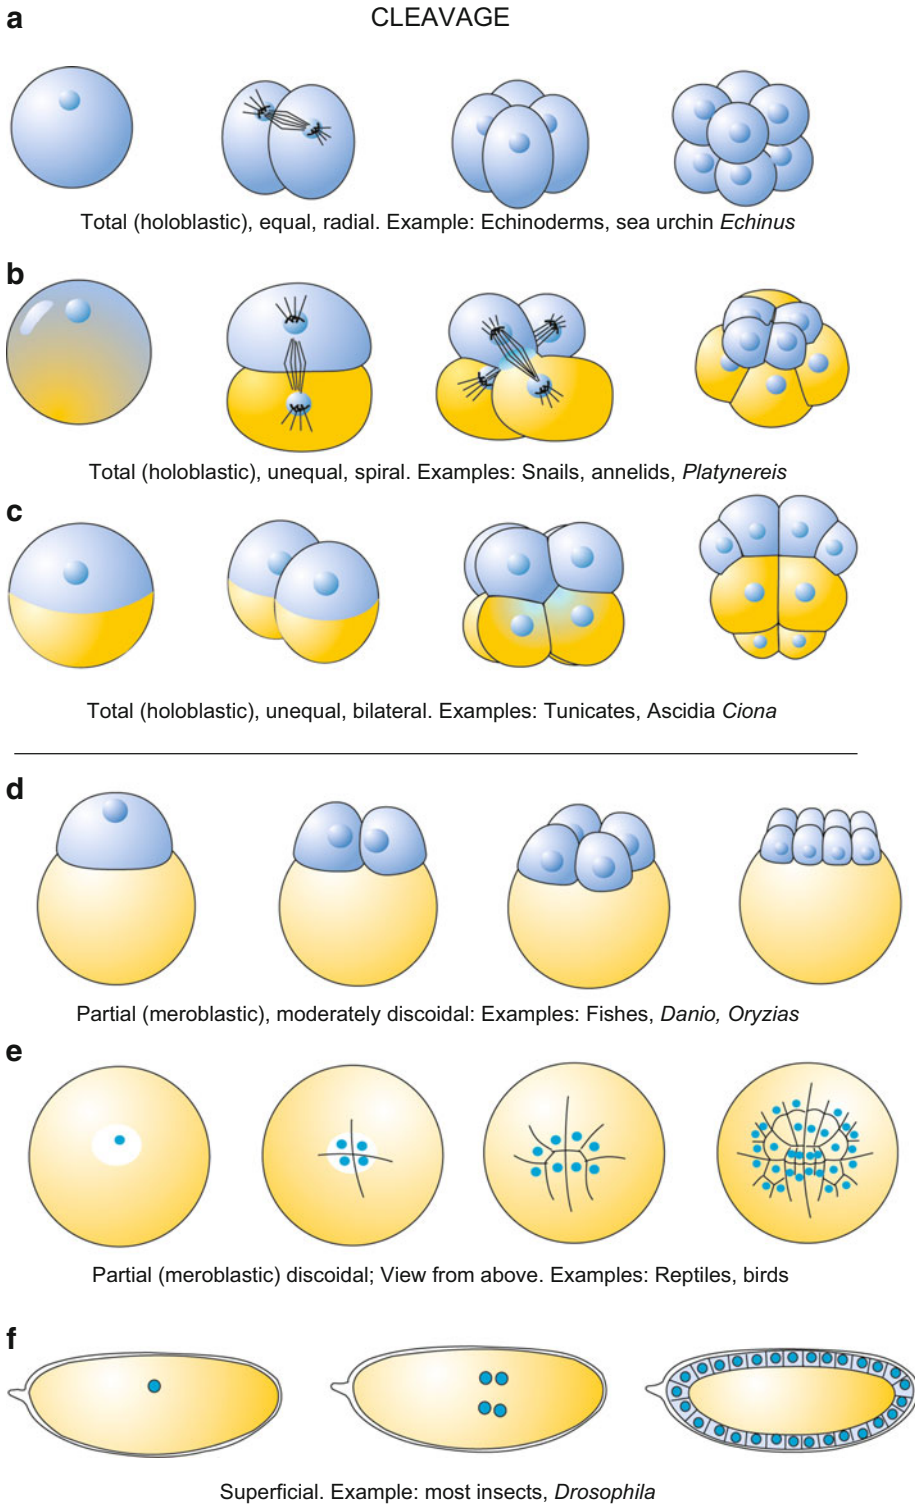 a
CLEAVAGE
Total (holoblastic), equal, radial. Example: Echinoderms, sea urchin Echinus
b
Total (holoblastic), unequal, spiral. Examples: Snails, annelids, Platynereis
c
Total (holoblastic), unequal, bilateral. Examples: Tunicates, Ascidia Ciona
d
Partial (meroblastic), moderately discoidal: Examples: Fishes, Danio, Oryzias
e
Partial (meroblastic) discoidal; View from above. Examples: Reptiles, birds
f
Superficial. Example: most insects, Drosophila